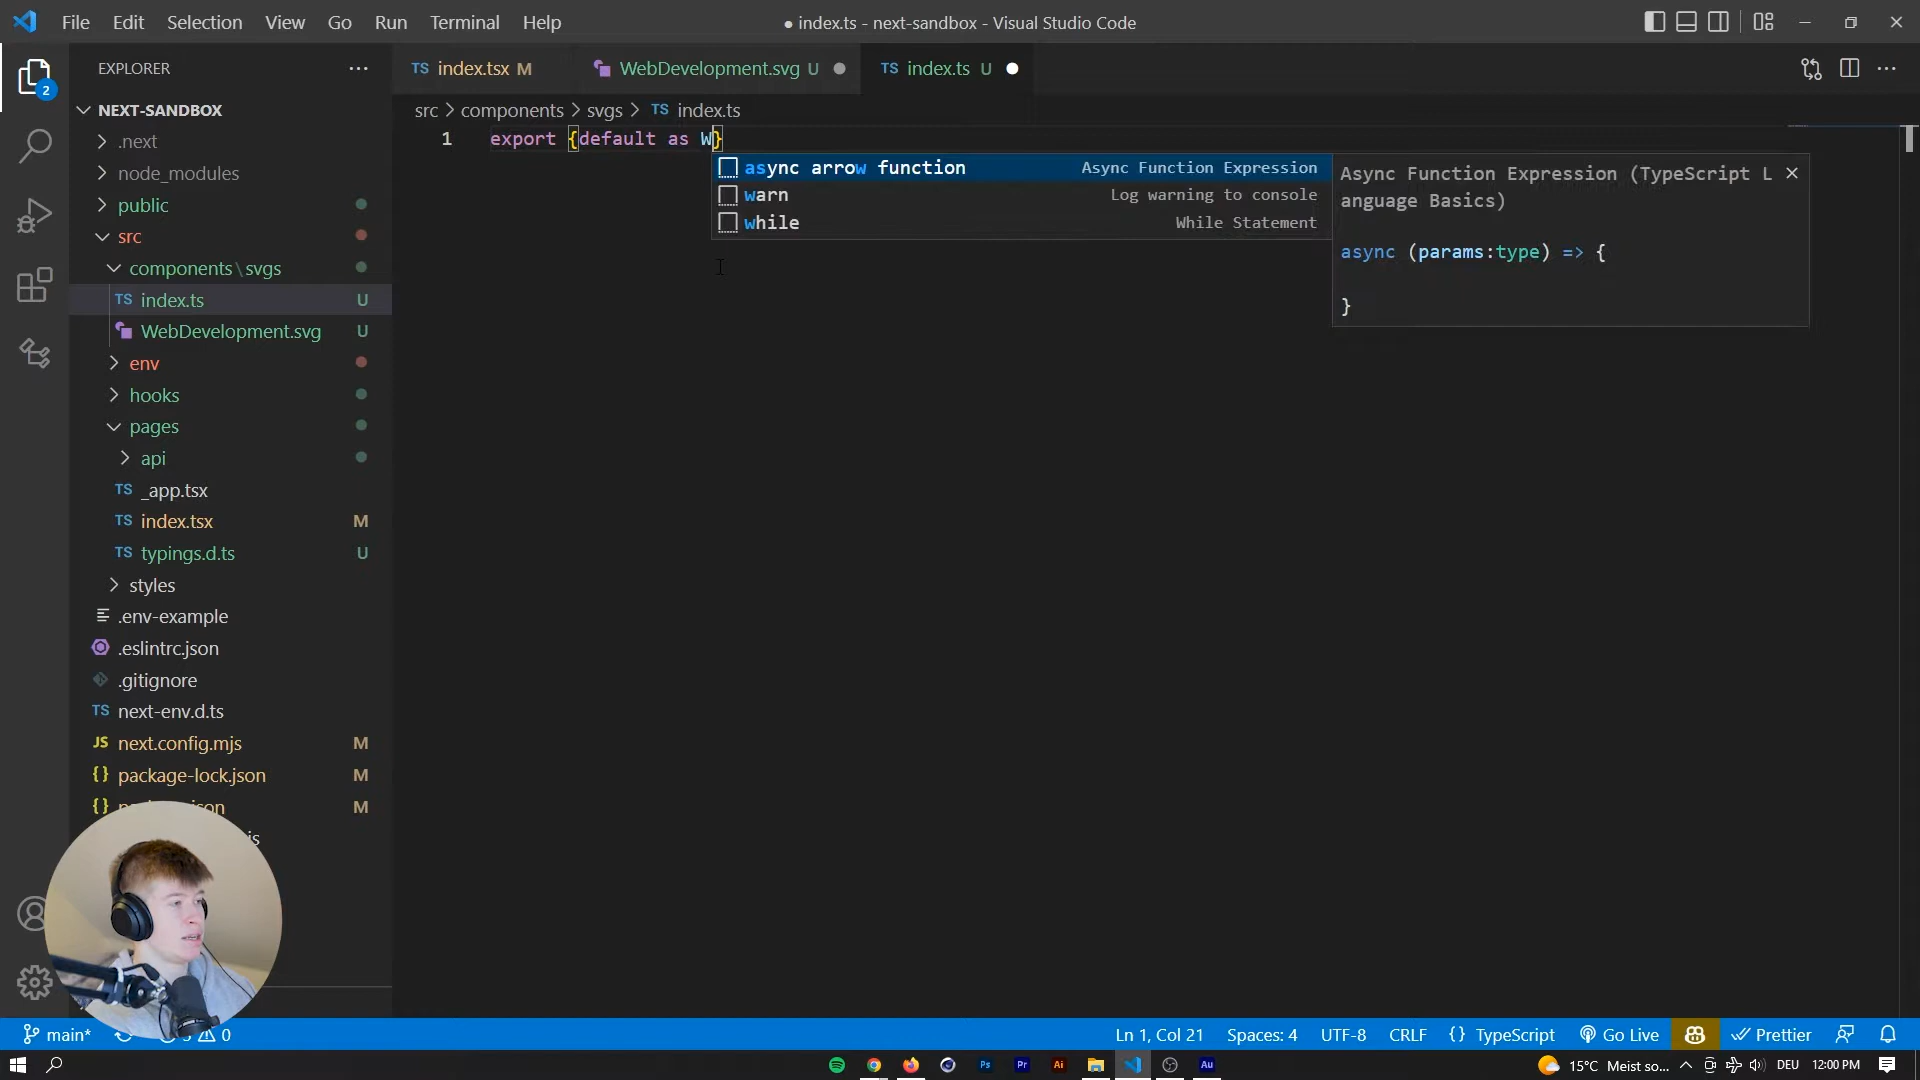 File Edit Selection View Go Run Terminal Help
● index.ts - next-sandbox - Visual Studio Code
EXPLORER
TS index.tsx M
WebDevelopment.svg U
TS index.ts U
NEXT-SANDBOX
src > components > svgs > TS index.ts
1 export {default as W}
async arrow function Async Function Expression
warn Log warning to console
while While Statement
Async Function Expression (TypeScript L
anguage Basics)
async (params:type) => {
}
2
.next
node_modules
public
src
components\svgs
TS index.ts U
WebDevelopment.svg U
env
hooks
pages
api
TS _app.tsx
TS index.tsx M
TS typings.d.ts U
styles
.env-example
.eslintrc.json
.gitignore
TS next-env.d.ts
JS next.config.mjs M
{} package-lock.json M
{} M
main* 0
Ln 1, Col 21 Spaces: 4 UTF-8 CRLF {} TypeScript Go Live Prettier
Ps Pr Ai Au
15°C Meist so... DEU 12:00 PM